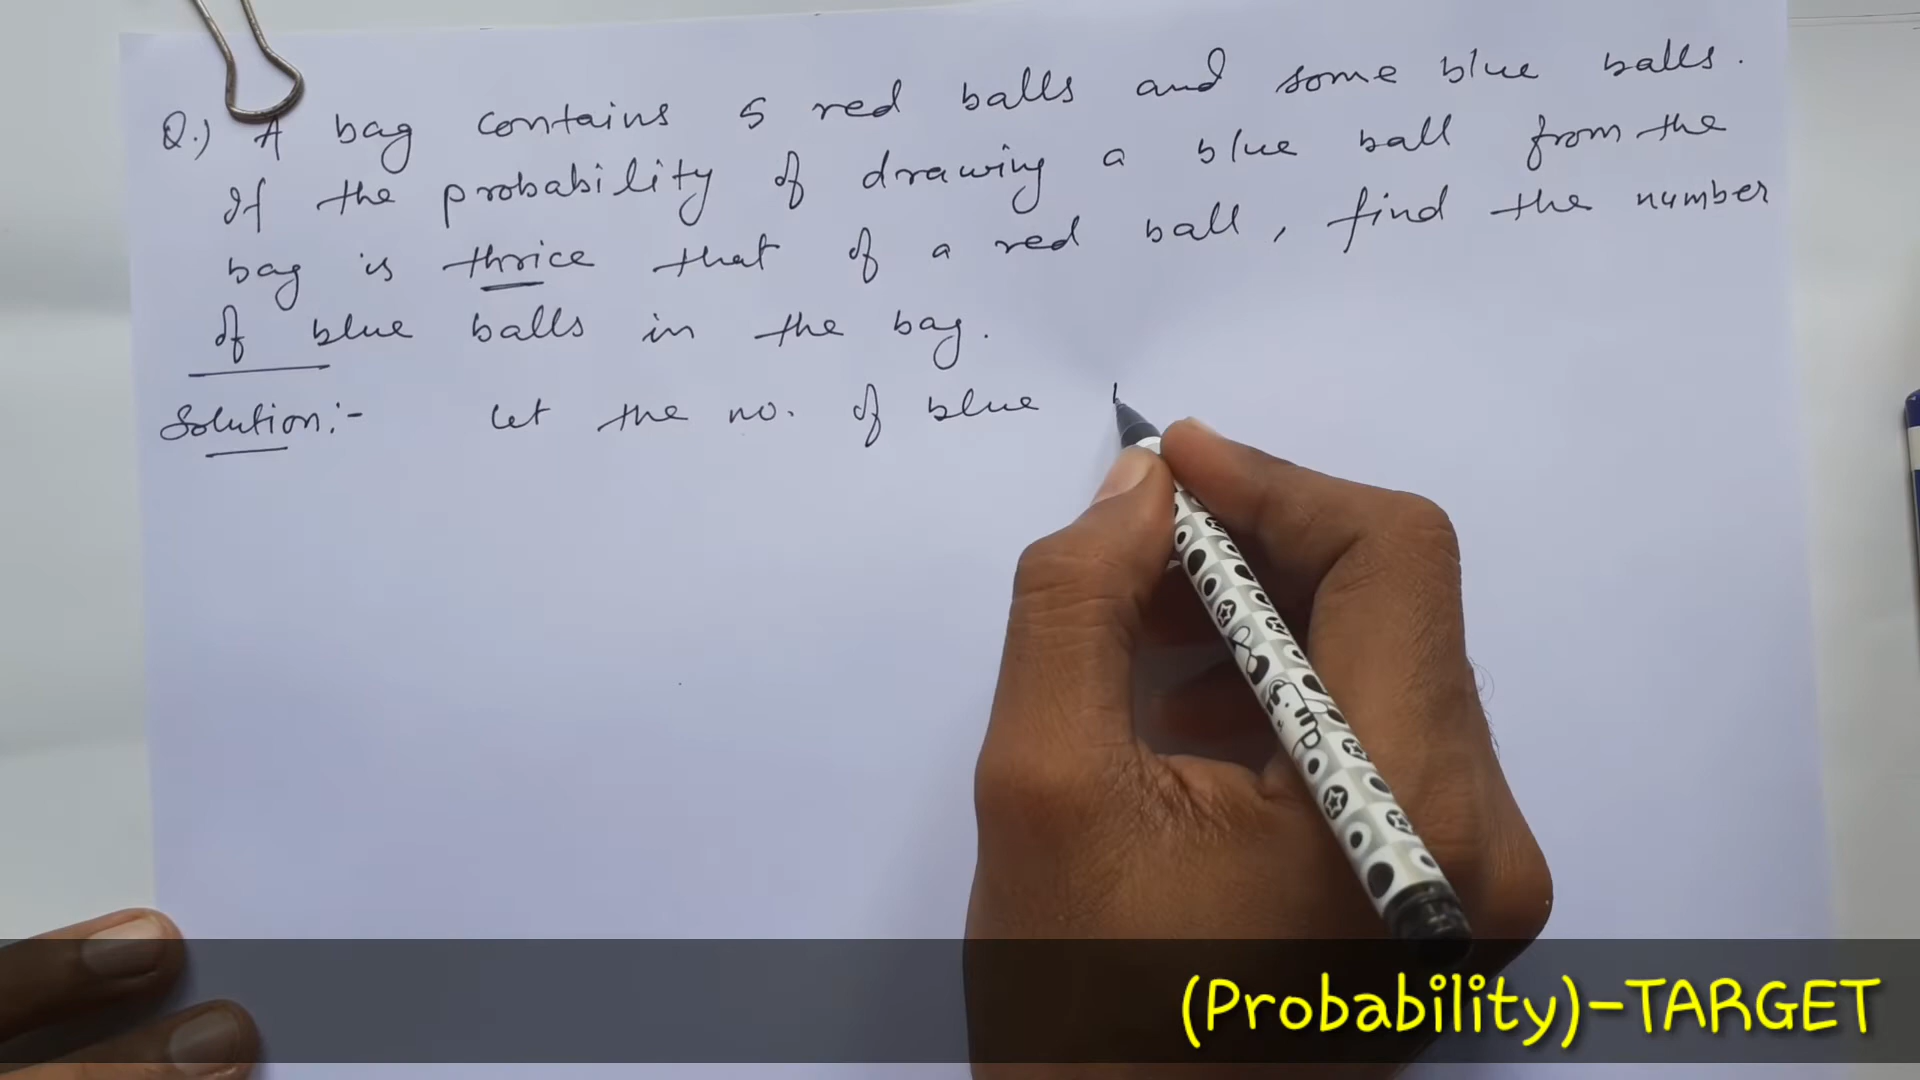 Q.) A bag contains 5 red balls and some blue balls.
If the probability of drawing a blue ball from the
bag is thrice that of a red ball, find the number
of blue balls in the bag.
Solution:- Let the no. of blue
(Probability)-TARGET